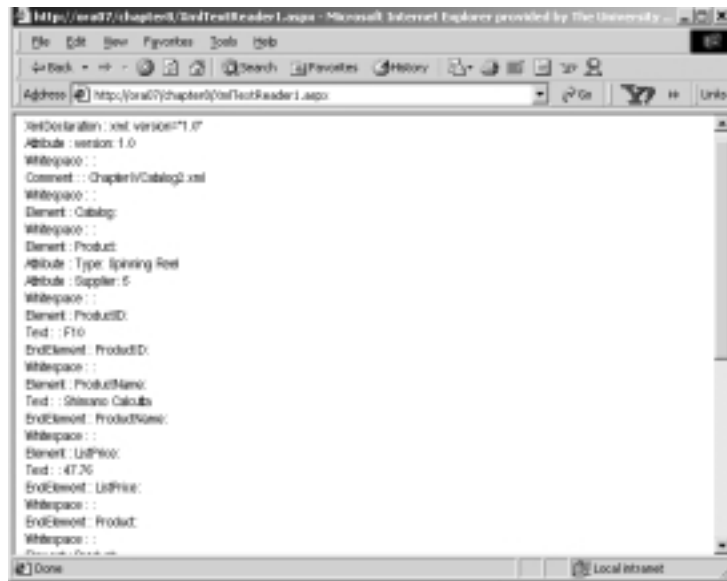 http://ora07/chapter8/XmlTextReader1.aspx - Microsoft Internet Explorer provided by The University
File Edit View Favorites Tools Help
Back Search Favorites History
Address http://ora07/chapter8/XmlTextReader1.aspx Go Links
XmlDeclaration : xml: version="1.0"
Attribute : version: 1.0
Whitespace : :
Comment : : ChapterIVCatalog2.xml
Whitespace : :
Element : Catalog:
Whitespace : :
Element : Product:
Attribute : Type: Spinning Reel
Attribute : Supplier: 5
Whitespace : :
Element : ProductID:
Text : : F10
EndElement : ProductID:
Whitespace : :
Element : ProductName:
Text : : Shimano Calcutta
EndElement : ProductName:
Whitespace : :
Element : ListPrice:
Text : : 47.76
EndElement : ListPrice:
Whitespace : :
EndElement : Product:
Whitespace : :
Element : Product:
Done Local intranet